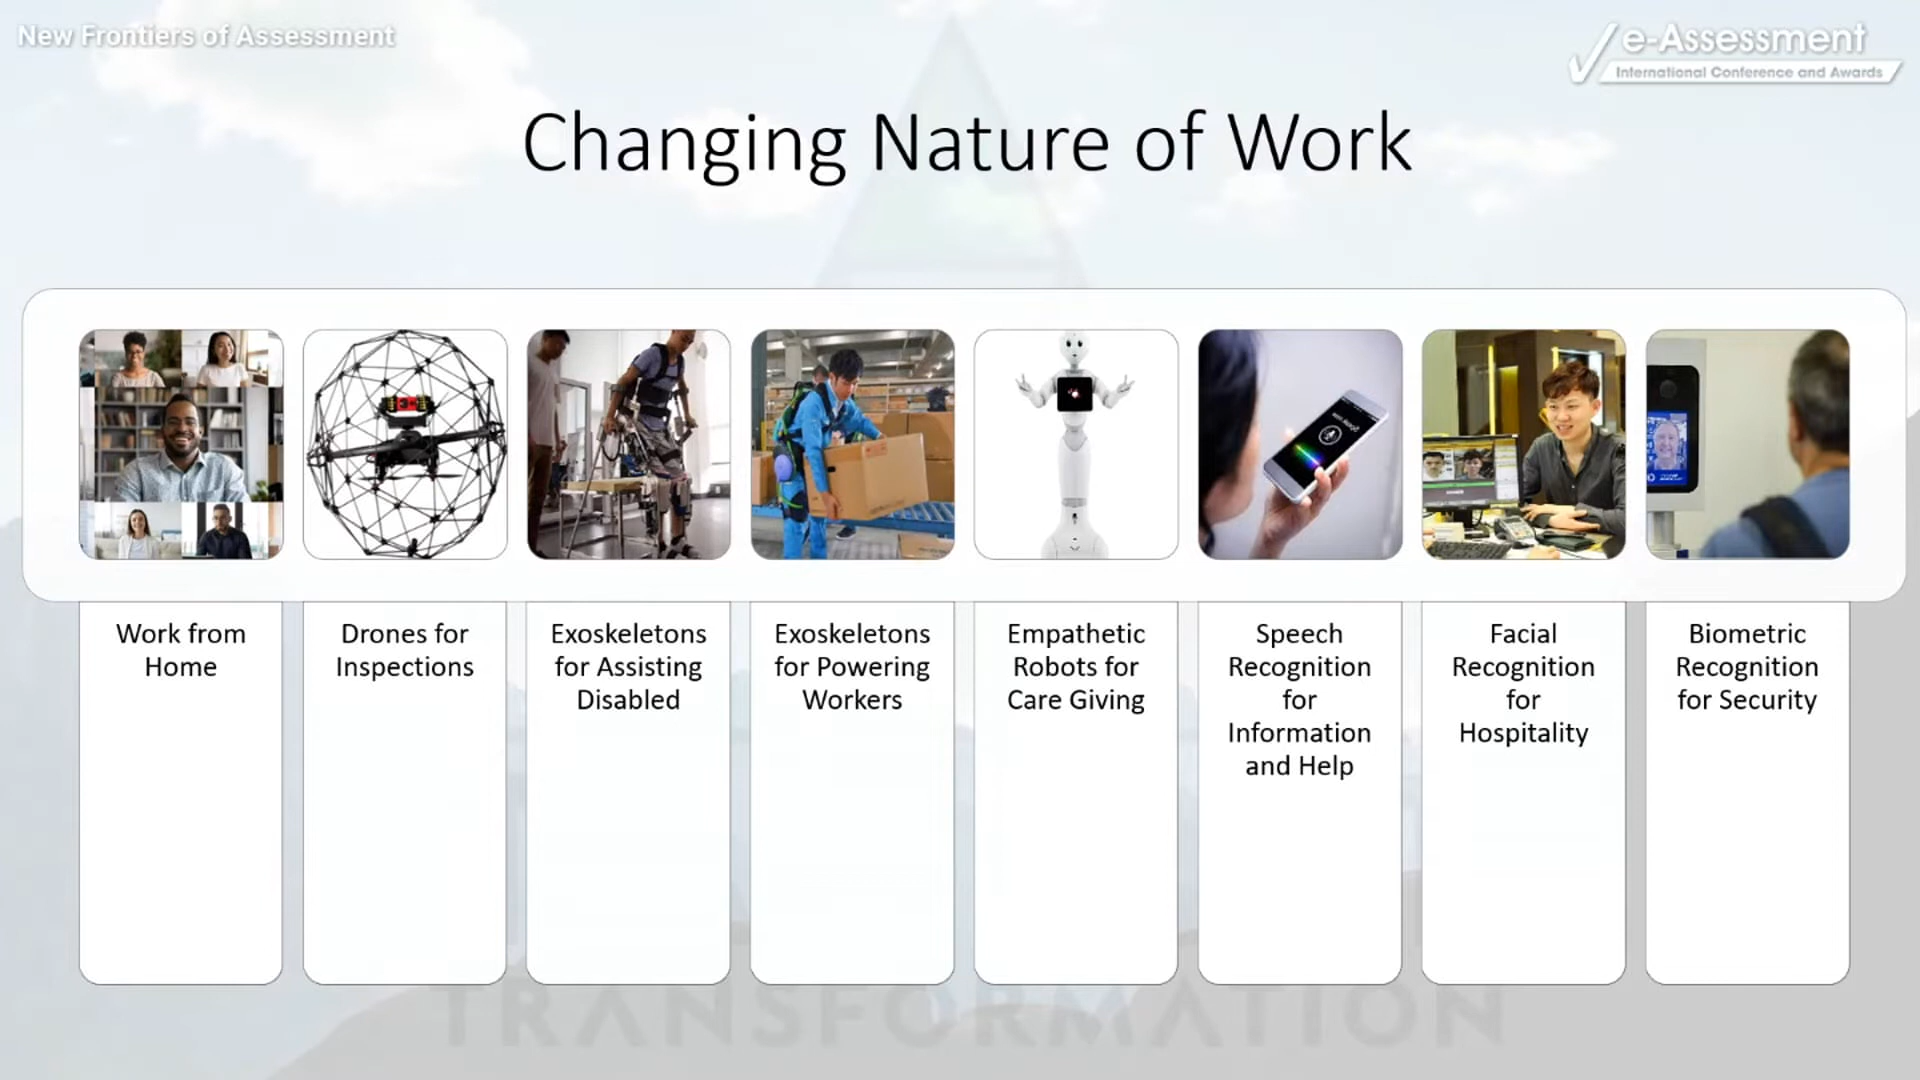 New Frontiers of Assessment
e-Assessment
International Conference and Awards
Changing Nature of Work
Work from
Home
Drones for
Inspections
Exoskeletons
for Assisting
Disabled
Exoskeletons
for Powering
Workers
Empathetic
Robots for
Care Giving
Speech
Recognition
for
Information
and Help
Facial
Recognition
for
Hospitality
Biometric
Recognition
for Security
TRANSFORMATION